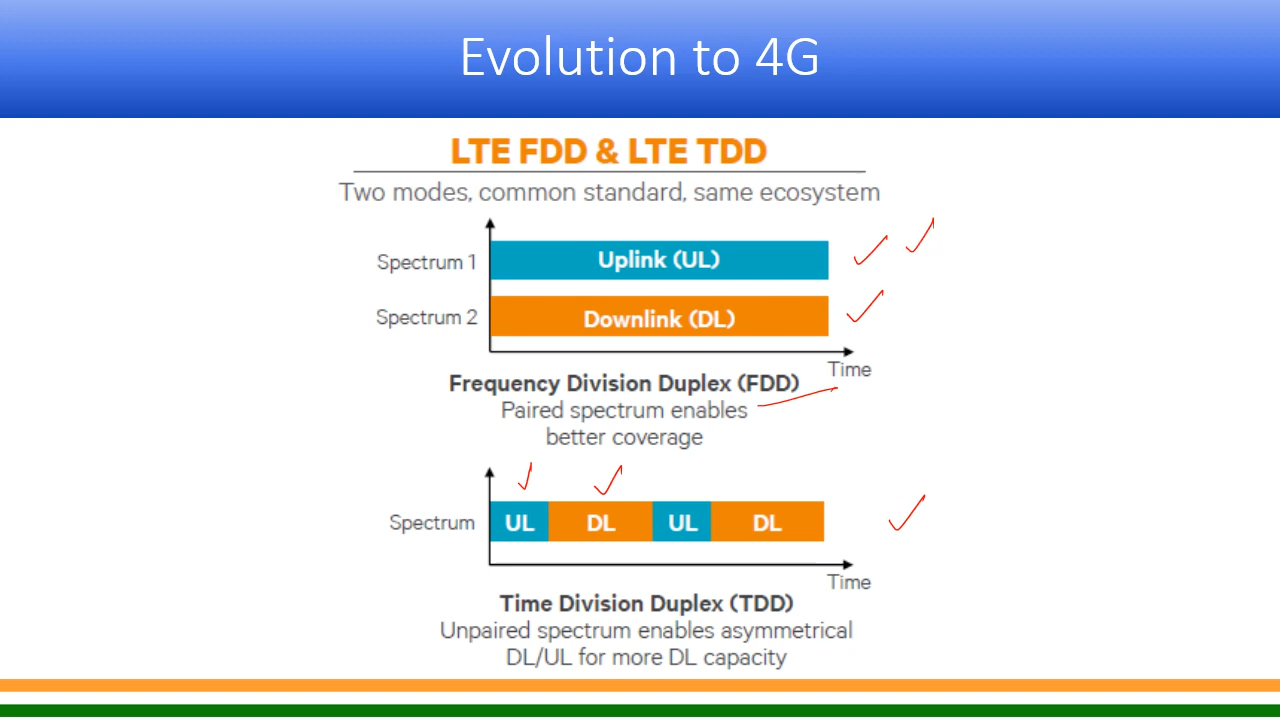 Evolution to 4G
LTE FDD & LTE TDD
Two modes, common standard, same ecosystem
Spectrum 1
Uplink (UL)
Spectrum 2
Downlink (DL)
Time
Frequency Division Duplex (FDD)
Paired spectrum enables
better coverage
Spectrum
UL
DL
UL
DL
Time
Time Division Duplex (TDD)
Unpaired spectrum enables asymmetrical
DL/UL for more DL capacity